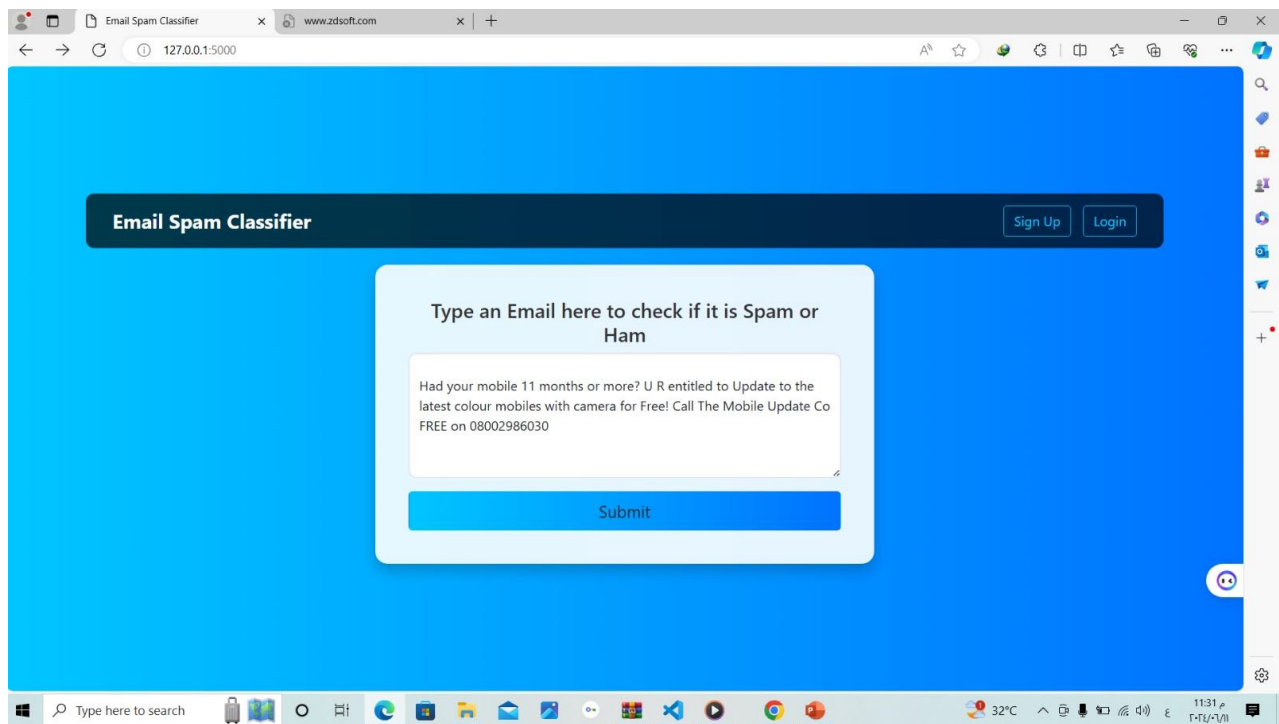 Email Spam Classifier
www.zdsoft.com
127.0.0.1:5000
Email Spam Classifier
Sign Up
Login
Type an Email here to check if it is Spam or
Ham
Had your mobile 11 months or more? U R entitled to Update to the
latest colour mobiles with camera for Free! Call The Mobile Update Co
FREE on 08002986030
Submit
Type here to search
32°C
ع
11:31 م
٢٠٢٤/٦/١١